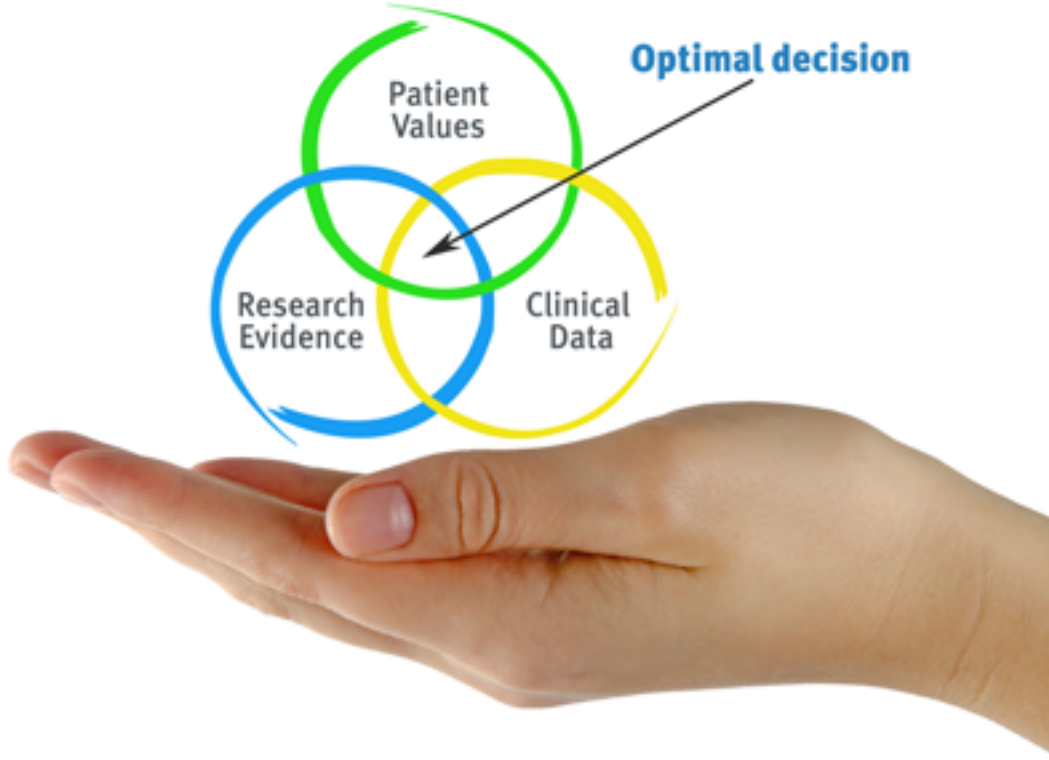 Optimal decision
Patient
Values
Research
Evidence
Clinical
Data